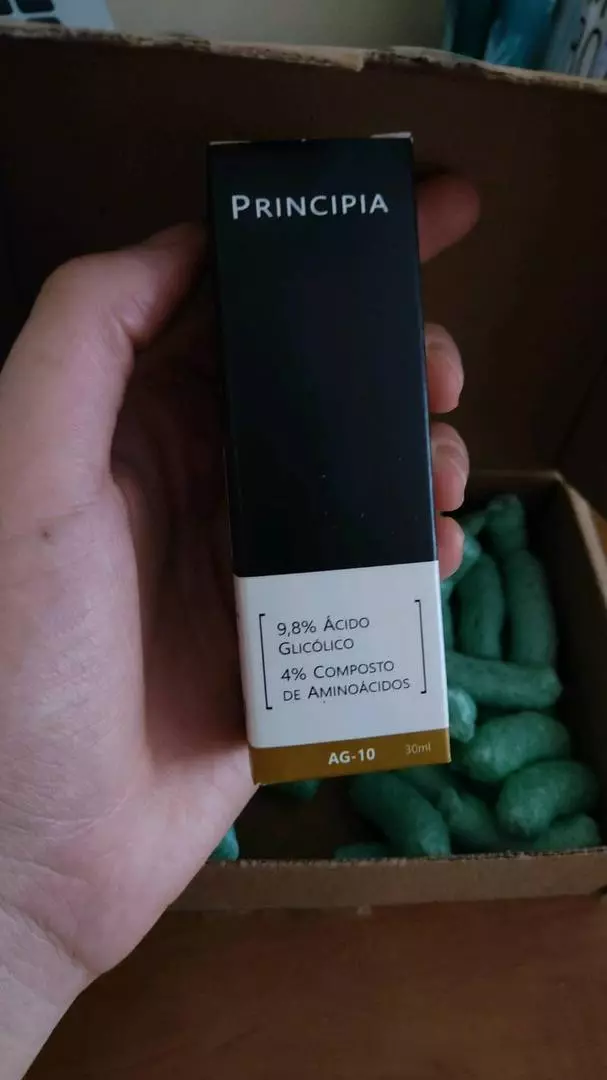 PRINCIPIA
9,8% ÁCIDO
GLICÓLICO
4% COMPOSTO
DE AMINOÁCIDOS
AG-10 30ml